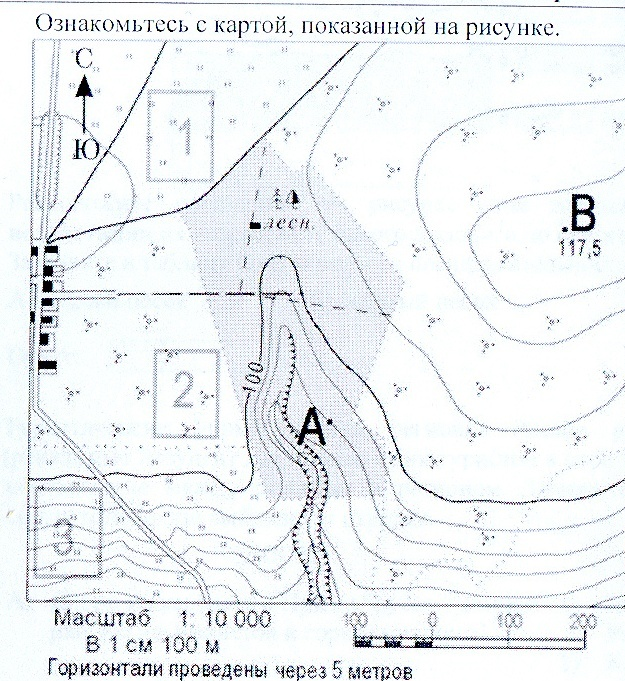 Ознакомьтесь с картой, показанной на рисунке.
С
Ю
1
лесн.
.В
117,5
100
2
А
3
Масштаб 1: 10 000
В 1 см 100 м
100 0 100 200
Горизонтали проведены через 5 метров